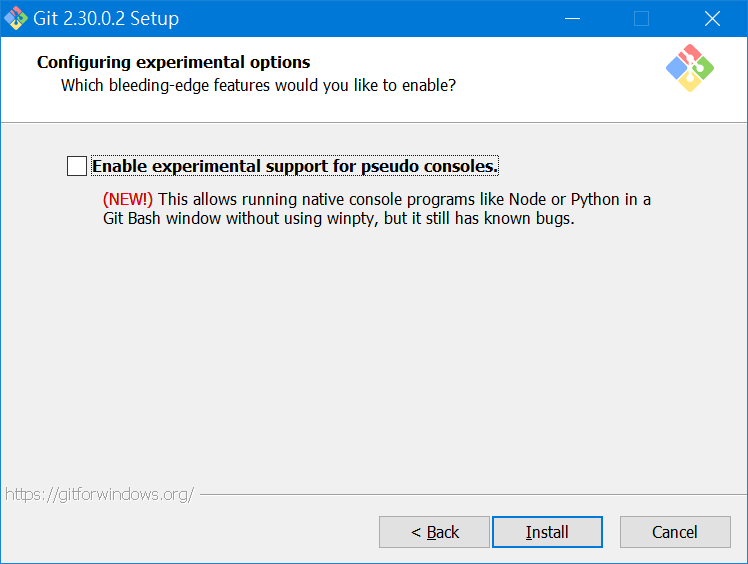 Git 2.30.0.2 Setup
Configuring experimental options
Which bleeding-edge features would you like to enable?
Enable experimental support for pseudo consoles.
(NEW!) This allows running native console programs like Node or Python in a
Git Bash window without using winpty, but it still has known bugs.
https://gitforwindows.org/
< Back Install Cancel